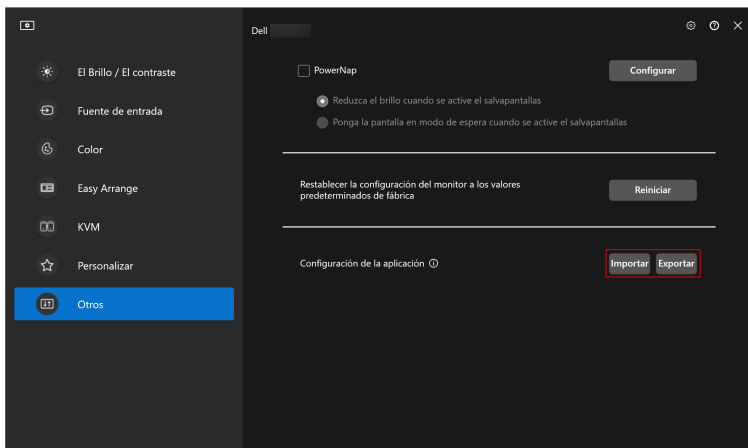 Dell
El Brillo / El contraste
Fuente de entrada
Color
Easy Arrange
KVM
Personalizar
Otros
PowerNap
Configurar
Reduzca el brillo cuando se active el salvapantallas
Ponga la pantalla en modo de espera cuando se active el salvapantallas
Restablecer la configuración del monitor a los valores
predeterminados de fábrica
Reiniciar
Configuración de la aplicación
Importar
Exportar